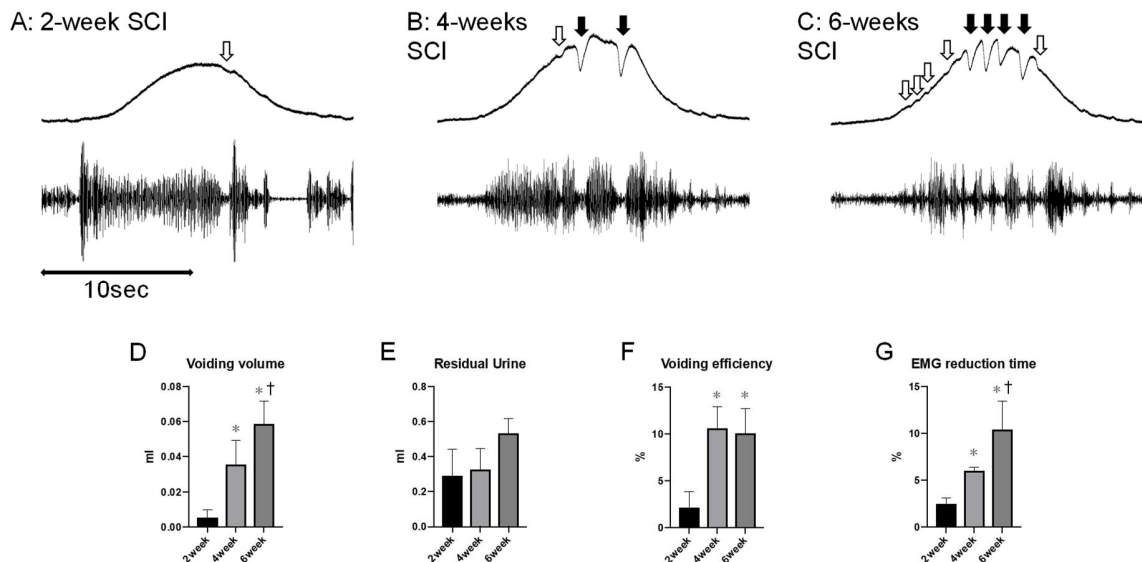 A: 2-week SCI
B: 4-weeks
SCI
C: 6-weeks
SCI
10sec
D
Voiding volume
ml
0.08
0.06
0.04
0.02
0.00
*
*†
2week
4week
6week
E
Residual Urine
ml
0.8
0.6
0.4
0.2
0.0
2week
4week
6week
F
Voiding efficiency
%
15
10
5
0
*
*
2week
4week
6week
G
EMG reduction time
%
15
10
5
0
*
*†
2week
4week
6week